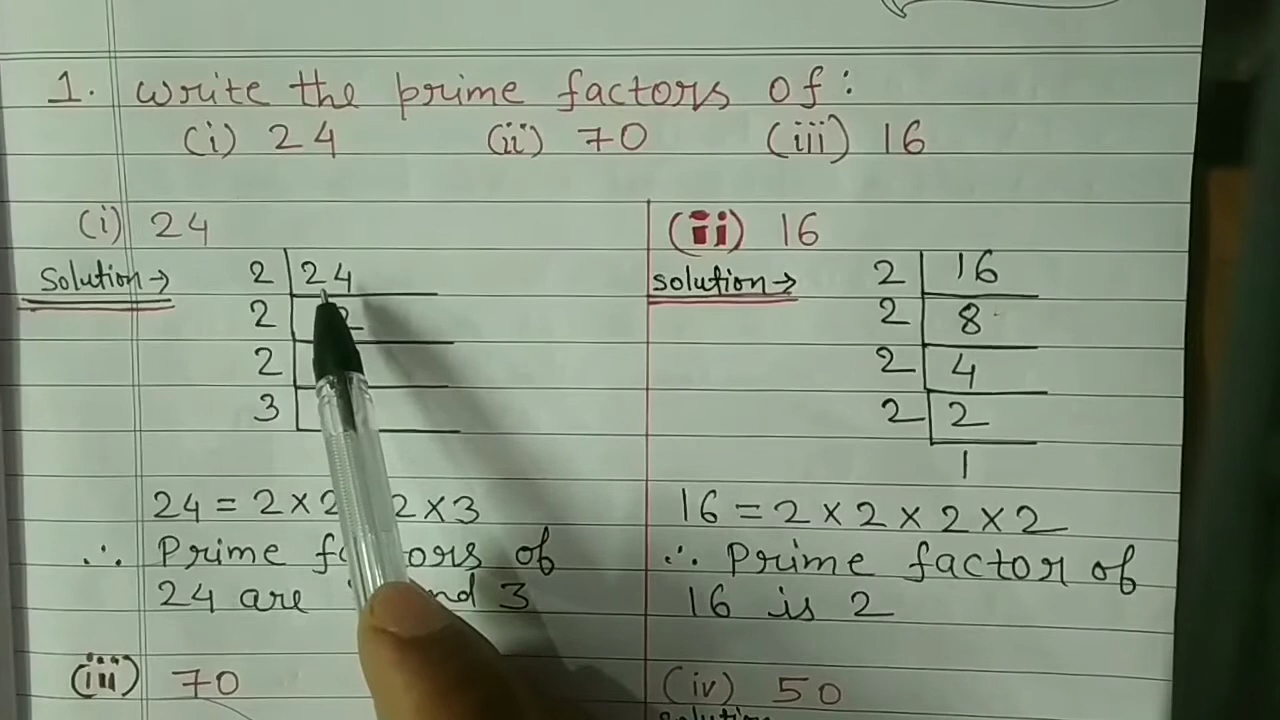 1. Write the prime factors of:
(i) 24 (ii) 70 (iii) 16
(i) 24
Solution →
2 24
2 2
2
3
24 = 2 × 2 2 × 3
∴ Prime of
24 are 3
(ii) 16
solution →
2 16
2 8
2 4
2 2
1
16 = 2 × 2 × 2 × 2
∴ Prime factor of
16 is 2
(iii) 70
(iv) 50